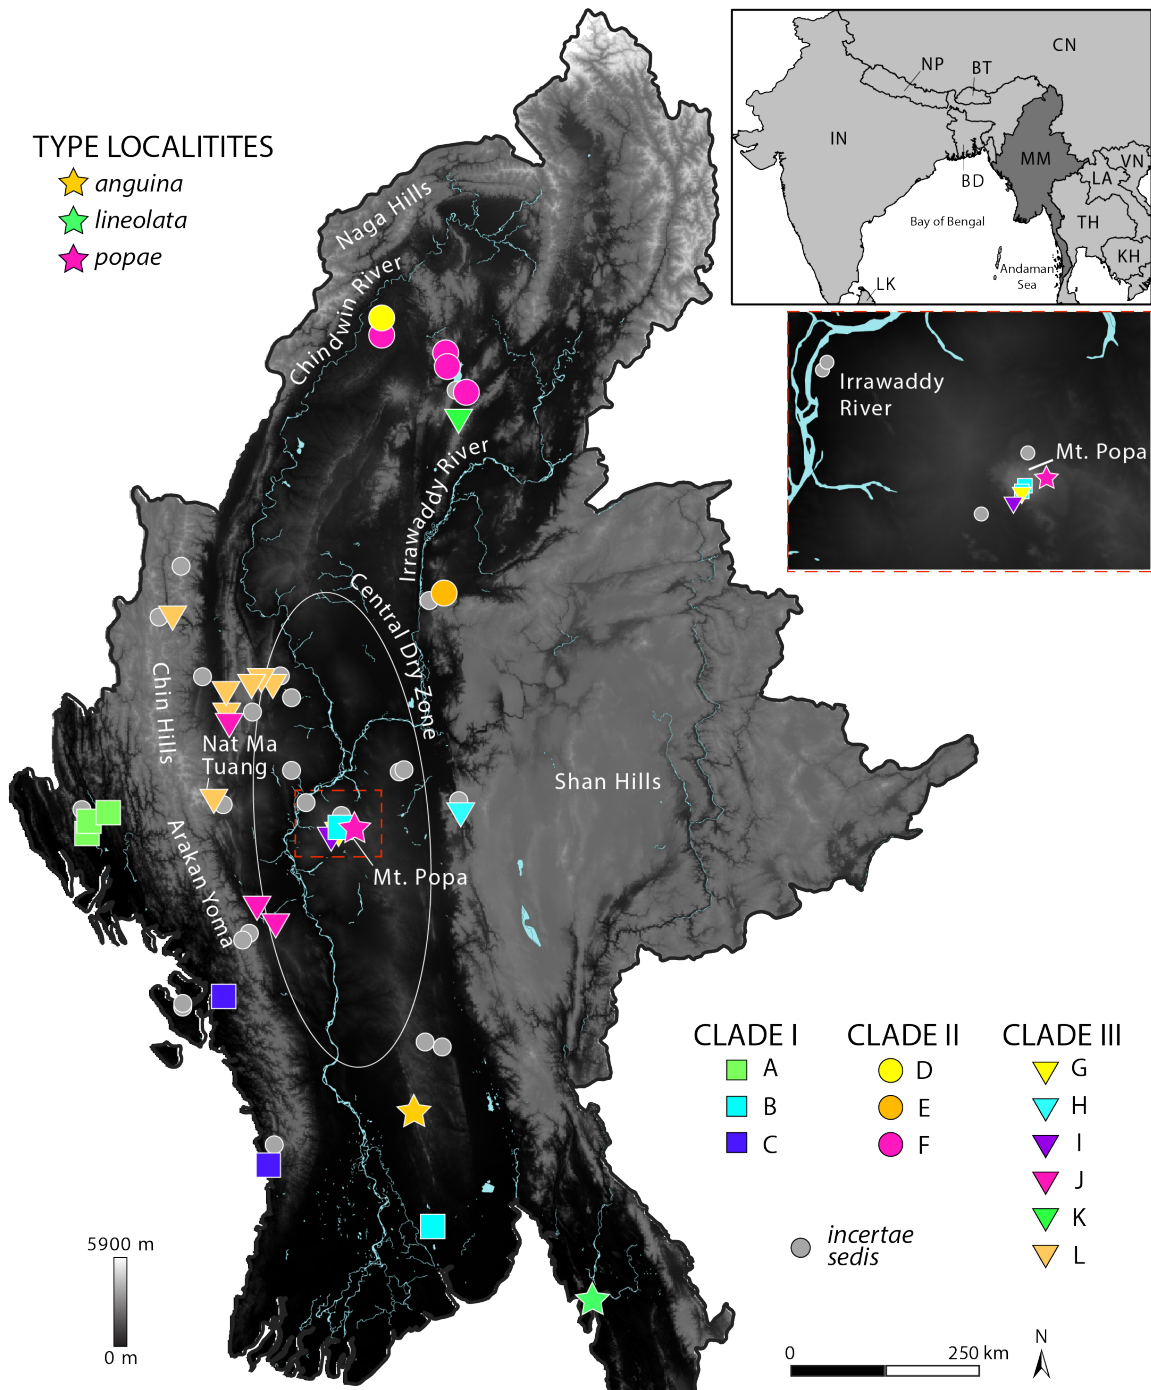 TYPE LOCALITITES
anguina
lineolata
popae
CN
NP
BT
IN
MM
BD
VN
LA
TH
KH
LK
Bay of Bengal
Andaman
Sea
Irrawaddy
River
Mt. Popa
Naga Hills
Chindwin River
Irrawaddy River
Central Dry Zone
Chin Hills
Nat Ma
Tuang
Shan Hills
Arakan Yoma
Mt. Popa
CLADE I
A
B
C
CLADE II
D
E
F
CLADE III
G
H
I
J
K
L
incertae
sedis
5900 m
0 m
0
250 km
N